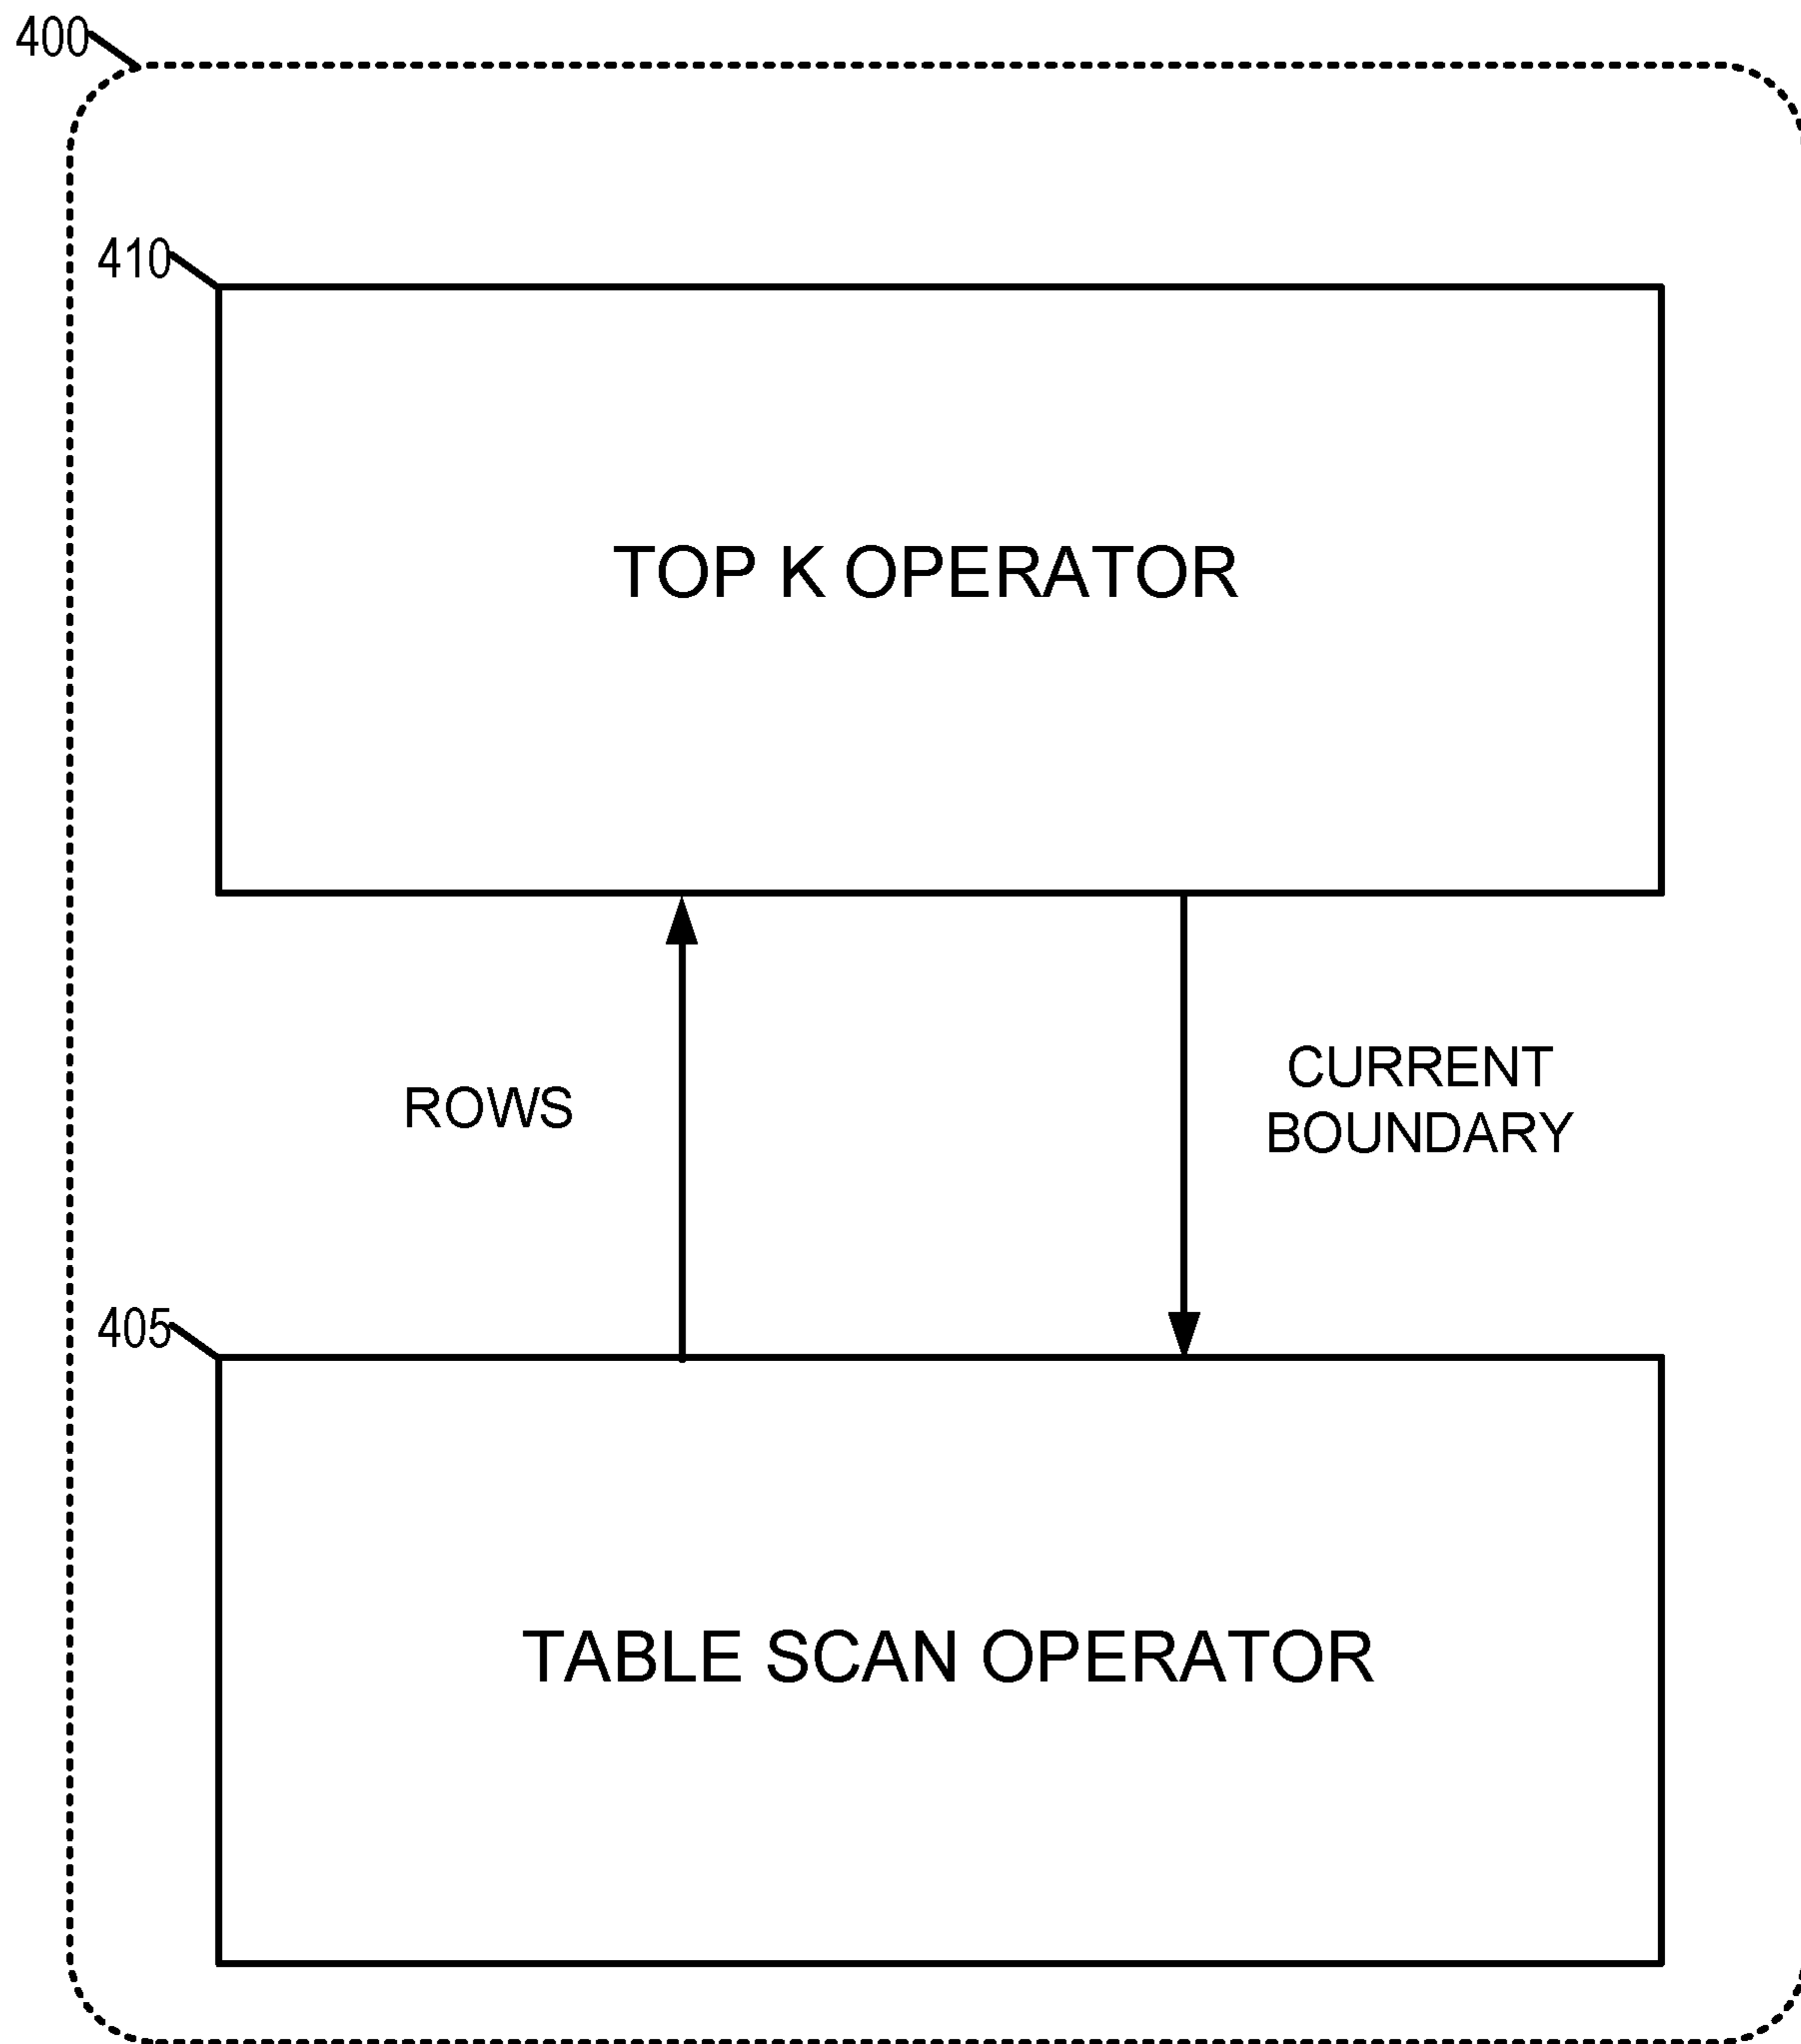 400
410
TOP K OPERATOR
ROWS
CURRENT
BOUNDARY
405
TABLE SCAN OPERATOR